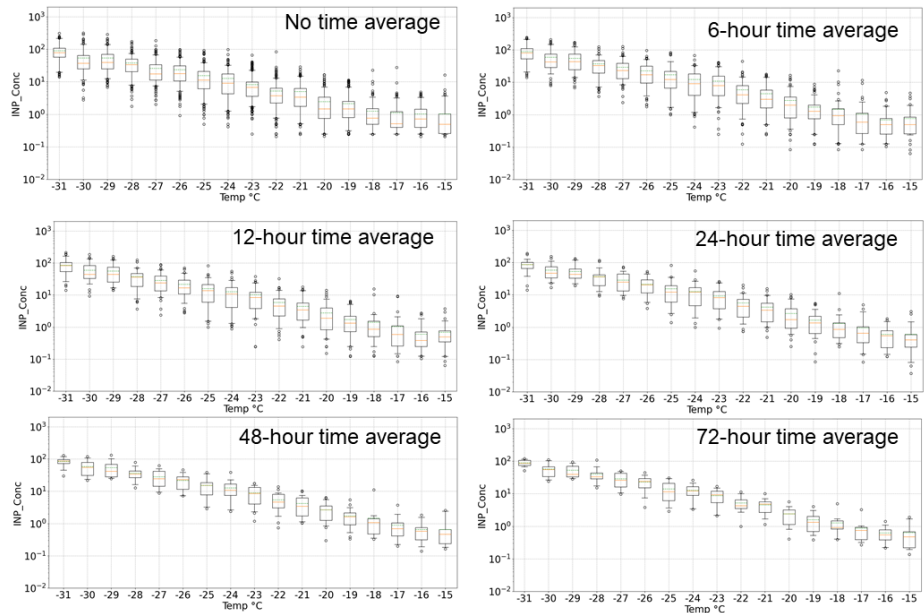 No time average
INP_Conc
10³
10²
10¹
10⁰
10⁻¹
10⁻²
-31 -30 -29 -28 -27 -26 -25 -24 -23 -22 -21 -20 -19 -18 -17 -16 -15
Temp °C
6-hour time average
INP_Conc
10³
10²
10¹
10⁰
10⁻¹
10⁻²
-31 -30 -29 -28 -27 -26 -25 -24 -23 -22 -21 -20 -19 -18 -17 -16 -15
Temp °C
12-hour time average
INP_Conc
10³
10²
10¹
10⁰
10⁻¹
10⁻²
-31 -30 -29 -28 -27 -26 -25 -24 -23 -22 -21 -20 -19 -18 -17 -16 -15
Temp °C
24-hour time average
INP_Conc
10³
10²
10¹
10⁰
10⁻¹
10⁻²
-31 -30 -29 -28 -27 -26 -25 -24 -23 -22 -21 -20 -19 -18 -17 -16 -15
Temp °C
48-hour time average
INP_Conc
10³
10²
10¹
10⁰
10⁻¹
10⁻²
-31 -30 -29 -28 -27 -26 -25 -24 -23 -22 -21 -20 -19 -18 -17 -16 -15
Temp °C
72-hour time average
INP_Conc
10³
10²
10¹
10⁰
10⁻¹
10⁻²
-31 -30 -29 -28 -27 -26 -25 -24 -23 -22 -21 -20 -19 -18 -17 -16 -15
Temp °C